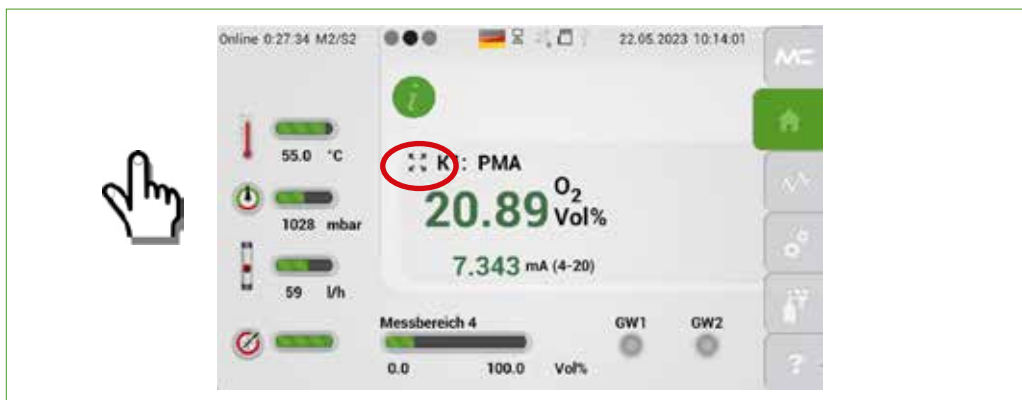 Online 0:27:34 M2/S2
22.05.2023 10:14:01
55.0 °C
1028 mbar
59 l/h
K1: PMA
20.89 O2 Vol%
7.343 mA (4-20)
Messbereich 4
0.0 100.0 Vol%
GW1 GW2
?